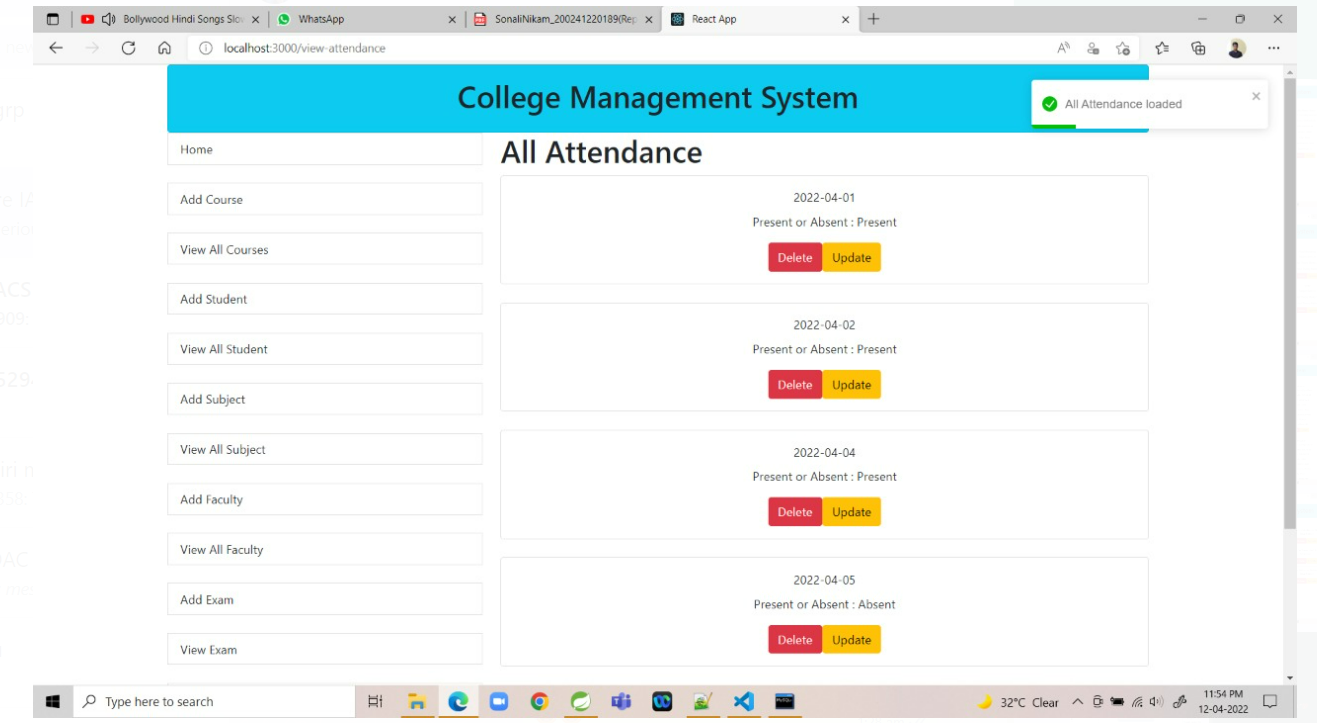 Bollywood Hindi Songs Slov
WhatsApp
SonaliNikam_200241220189(Rep
React App
localhost:3000/view-attendance
College Management System
All Attendance loaded
Home
Add Course
View All Courses
Add Student
View All Student
Add Subject
View All Subject
Add Faculty
View All Faculty
Add Exam
View Exam
All Attendance
2022-04-01
Present or Absent : Present
Delete Update
2022-04-02
Present or Absent : Present
Delete Update
2022-04-04
Present or Absent : Present
Delete Update
2022-04-05
Present or Absent : Absent
Delete Update
Type here to search
32°C Clear
11:54 PM
12-04-2022